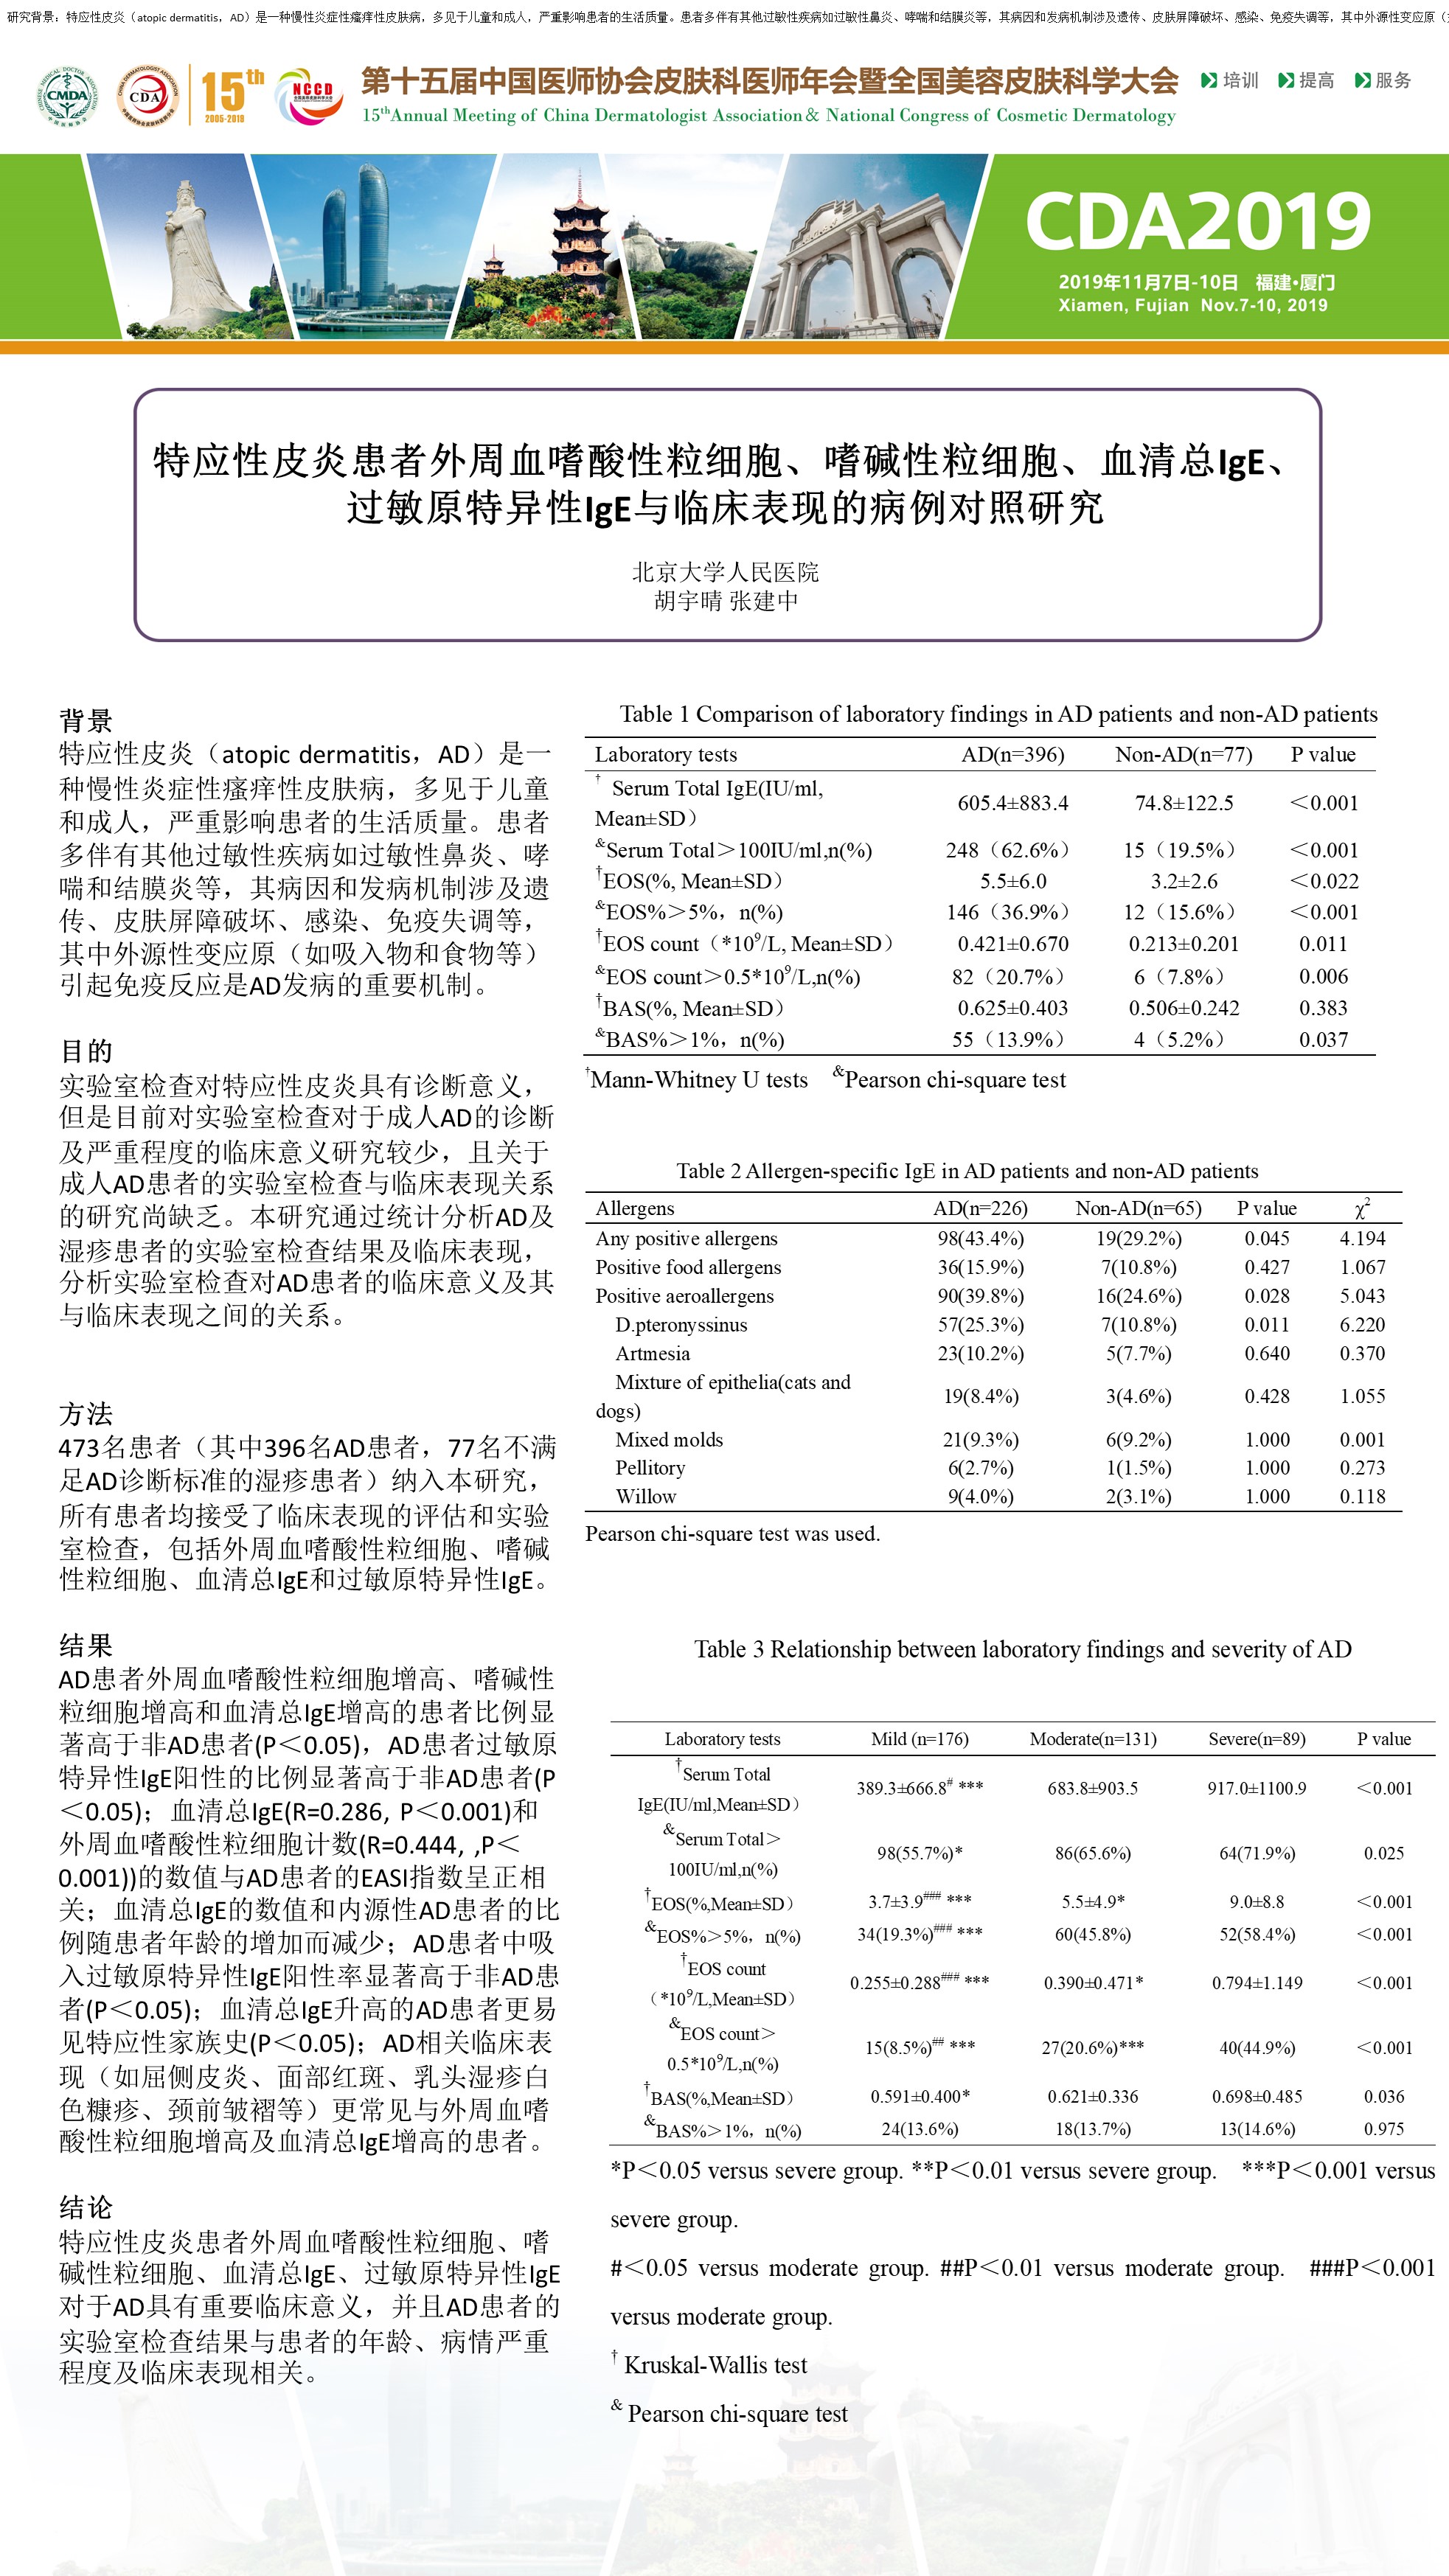 研究背景：特应性皮炎（atopic dermatitis，AD）是一种慢性炎症性瘙痒性皮肤病，多见于儿童和成人，严重影响患者的生活质量。患者多伴有其他过敏性疾病如过敏性鼻炎、哮喘和结膜炎等，其病因和发病机制涉及遗传、皮肤屏障破坏、感染、免疫失调等，其中外源性变应原（
CMDA
CDA
15th
2005-2019
NCCD
第十五届中国医师协会皮肤科医师年会暨全国美容皮肤科学大会
15thAnnual Meeting of China Dermatologist Association& National Congress of Cosmetic Dermatology
培训 提高 服务
CDA2019
2019年11月7日-10日 福建•厦门
Xiamen, Fujian Nov.7-10, 2019
特应性皮炎患者外周血嗜酸性粒细胞、嗜碱性粒细胞、血清总IgE、
过敏原特异性IgE与临床表现的病例对照研究
北京大学人民医院
胡宇晴 张建中
背景
特应性皮炎（atopic dermatitis，AD）是一
种慢性炎症性瘙痒性皮肤病，多见于儿童
和成人，严重影响患者的生活质量。患者
多伴有其他过敏性疾病如过敏性鼻炎、哮
喘和结膜炎等，其病因和发病机制涉及遗
传、皮肤屏障破坏、感染、免疫失调等，
其中外源性变应原（如吸入物和食物等）
引起免疫反应是AD发病的重要机制。
目的
实验室检查对特应性皮炎具有诊断意义，
但是目前对实验室检查对于成人AD的诊断
及严重程度的临床意义研究较少，且关于
成人AD患者的实验室检查与临床表现关系
的研究尚缺乏。本研究通过统计分析AD及
湿疹患者的实验室检查结果及临床表现，
分析实验室检查对AD患者的临床意义及其
与临床表现之间的关系。
方法
473名患者（其中396名AD患者，77名不满
足AD诊断标准的湿疹患者）纳入本研究，
所有患者均接受了临床表现的评估和实验
室检查，包括外周血嗜酸性粒细胞、嗜碱
性粒细胞、血清总IgE和过敏原特异性IgE。
结果
AD患者外周血嗜酸性粒细胞增高、嗜碱性
粒细胞增高和血清总IgE增高的患者比例显
著高于非AD患者(P＜0.05)，AD患者过敏原
特异性IgE阳性的比例显著高于非AD患者(P
＜0.05)；血清总IgE(R=0.286, P＜0.001)和
外周血嗜酸性粒细胞计数(R=0.444, ,P＜
0.001))的数值与AD患者的EASI指数呈正相
关；血清总IgE的数值和内源性AD患者的比
例随患者年龄的增加而减少；AD患者中吸
入过敏原特异性IgE阳性率显著高于非AD患
者(P＜0.05)；血清总IgE升高的AD患者更易
见特应性家族史(P＜0.05)；AD相关临床表
现（如屈侧皮炎、面部红斑、乳头湿疹白
色糠疹、颈前皱褶等）更常见与外周血嗜
酸性粒细胞增高及血清总IgE增高的患者。
结论
特应性皮炎患者外周血嗜酸性粒细胞、嗜
碱性粒细胞、血清总IgE、过敏原特异性IgE
对于AD具有重要临床意义，并且AD患者的
实验室检查结果与患者的年龄、病情严重
程度及临床表现相关。
Table 1 Comparison of laboratory findings in AD patients and non-AD patients
Laboratory tests AD(n=396) Non-AD(n=77) P value
† Serum Total IgE(IU/ml, Mean±SD） 605.4±883.4 74.8±122.5 ＜0.001
&Serum Total＞100IU/ml,n(%) 248（62.6%） 15（19.5%） ＜0.001
†EOS(%, Mean±SD） 5.5±6.0 3.2±2.6 ＜0.022
&EOS%＞5%，n(%) 146（36.9%） 12（15.6%） ＜0.001
†EOS count（*10⁹/L, Mean±SD） 0.421±0.670 0.213±0.201 0.011
&EOS count＞0.5*10⁹/L,n(%) 82（20.7%） 6（7.8%） 0.006
†BAS(%, Mean±SD） 0.625±0.403 0.506±0.242 0.383
&BAS%＞1%，n(%) 55（13.9%） 4（5.2%） 0.037
†Mann-Whitney U tests &Pearson chi-square test
Table 2 Allergen-specific IgE in AD patients and non-AD patients
Allergens AD(n=226) Non-AD(n=65) P value χ²
Any positive allergens 98(43.4%) 19(29.2%) 0.045 4.194
Positive food allergens 36(15.9%) 7(10.8%) 0.427 1.067
Positive aeroallergens 90(39.8%) 16(24.6%) 0.028 5.043
D.pteronyssinus 57(25.3%) 7(10.8%) 0.011 6.220
Artmesia 23(10.2%) 5(7.7%) 0.640 0.370
Mixture of epithelia(cats and dogs) 19(8.4%) 3(4.6%) 0.428 1.055
Mixed molds 21(9.3%) 6(9.2%) 1.000 0.001
Pellitory 6(2.7%) 1(1.5%) 1.000 0.273
Willow 9(4.0%) 2(3.1%) 1.000 0.118
Pearson chi-square test was used.
Table 3 Relationship between laboratory findings and severity of AD
Laboratory tests Mild (n=176) Moderate(n=131) Severe(n=89) P value
†Serum Total IgE(IU/ml,Mean±SD） 389.3±666.8# *** 683.8±903.5 917.0±1100.9 ＜0.001
&Serum Total＞100IU/ml,n(%) 98(55.7%)* 86(65.6%) 64(71.9%) 0.025
†EOS(%,Mean±SD） 3.7±3.9### *** 5.5±4.9* 9.0±8.8 ＜0.001
&EOS%＞5%，n(%) 34(19.3%)### *** 60(45.8%) 52(58.4%) ＜0.001
†EOS count （*10⁹/L,Mean±SD） 0.255±0.288### *** 0.390±0.471* 0.794±1.149 ＜0.001
&EOS count＞0.5*10⁹/L,n(%) 15(8.5%)## *** 27(20.6%)*** 40(44.9%) ＜0.001
†BAS(%,Mean±SD） 0.591±0.400* 0.621±0.336 0.698±0.485 0.036
&BAS%＞1%，n(%) 24(13.6%) 18(13.7%) 13(14.6%) 0.975
*P＜0.05 versus severe group. **P＜0.01 versus severe group. ***P＜0.001 versus
severe group.
#＜0.05 versus moderate group. ##P＜0.01 versus moderate group. ###P＜0.001
versus moderate group.
† Kruskal-Wallis test
& Pearson chi-square test